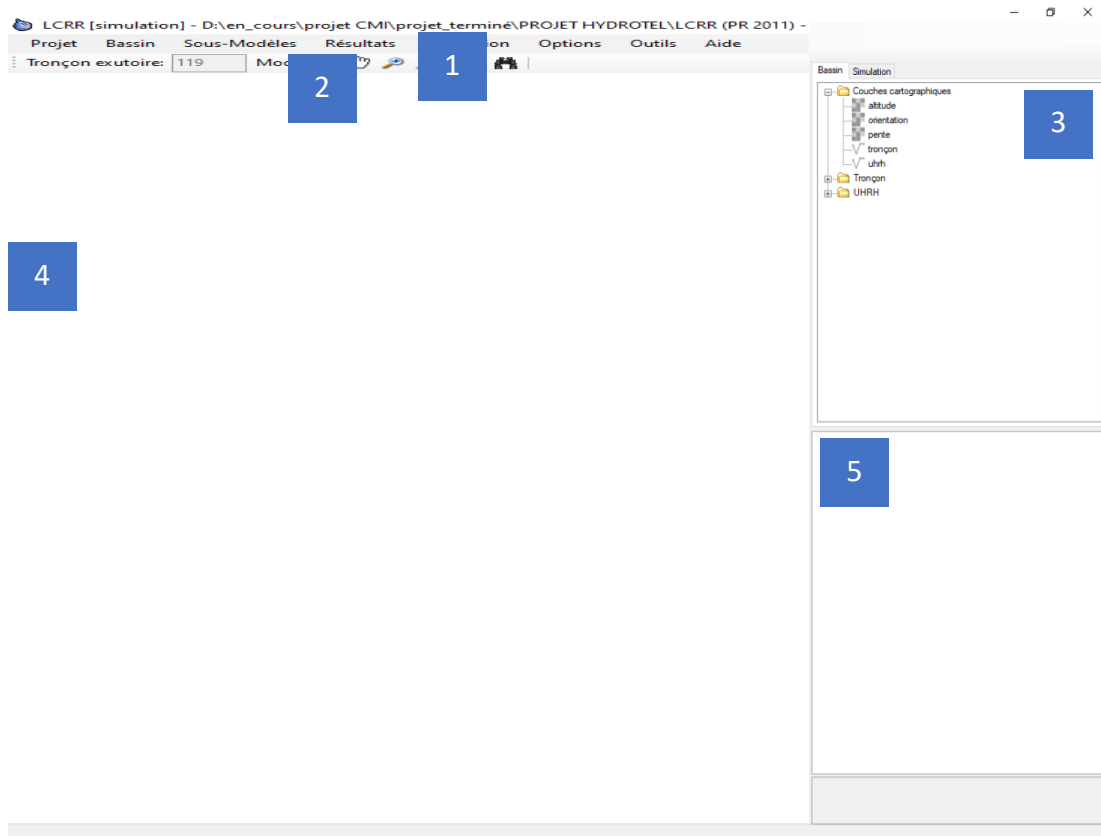 LCRR [simulation] - D:\en_cours\projet CMI\projet_terminé\PROJET HYDROTEL\LCRR (PR 2011) -
Projet Bassin Sous-Modèles Résultats Options Outils Aide
Tronçon exutoire: 119
1
2
Bassin Simulation
Couches cartographiques
altitude
3
orientation
pente
tronçon
uhrh
Tronçon
UHRH
4
5